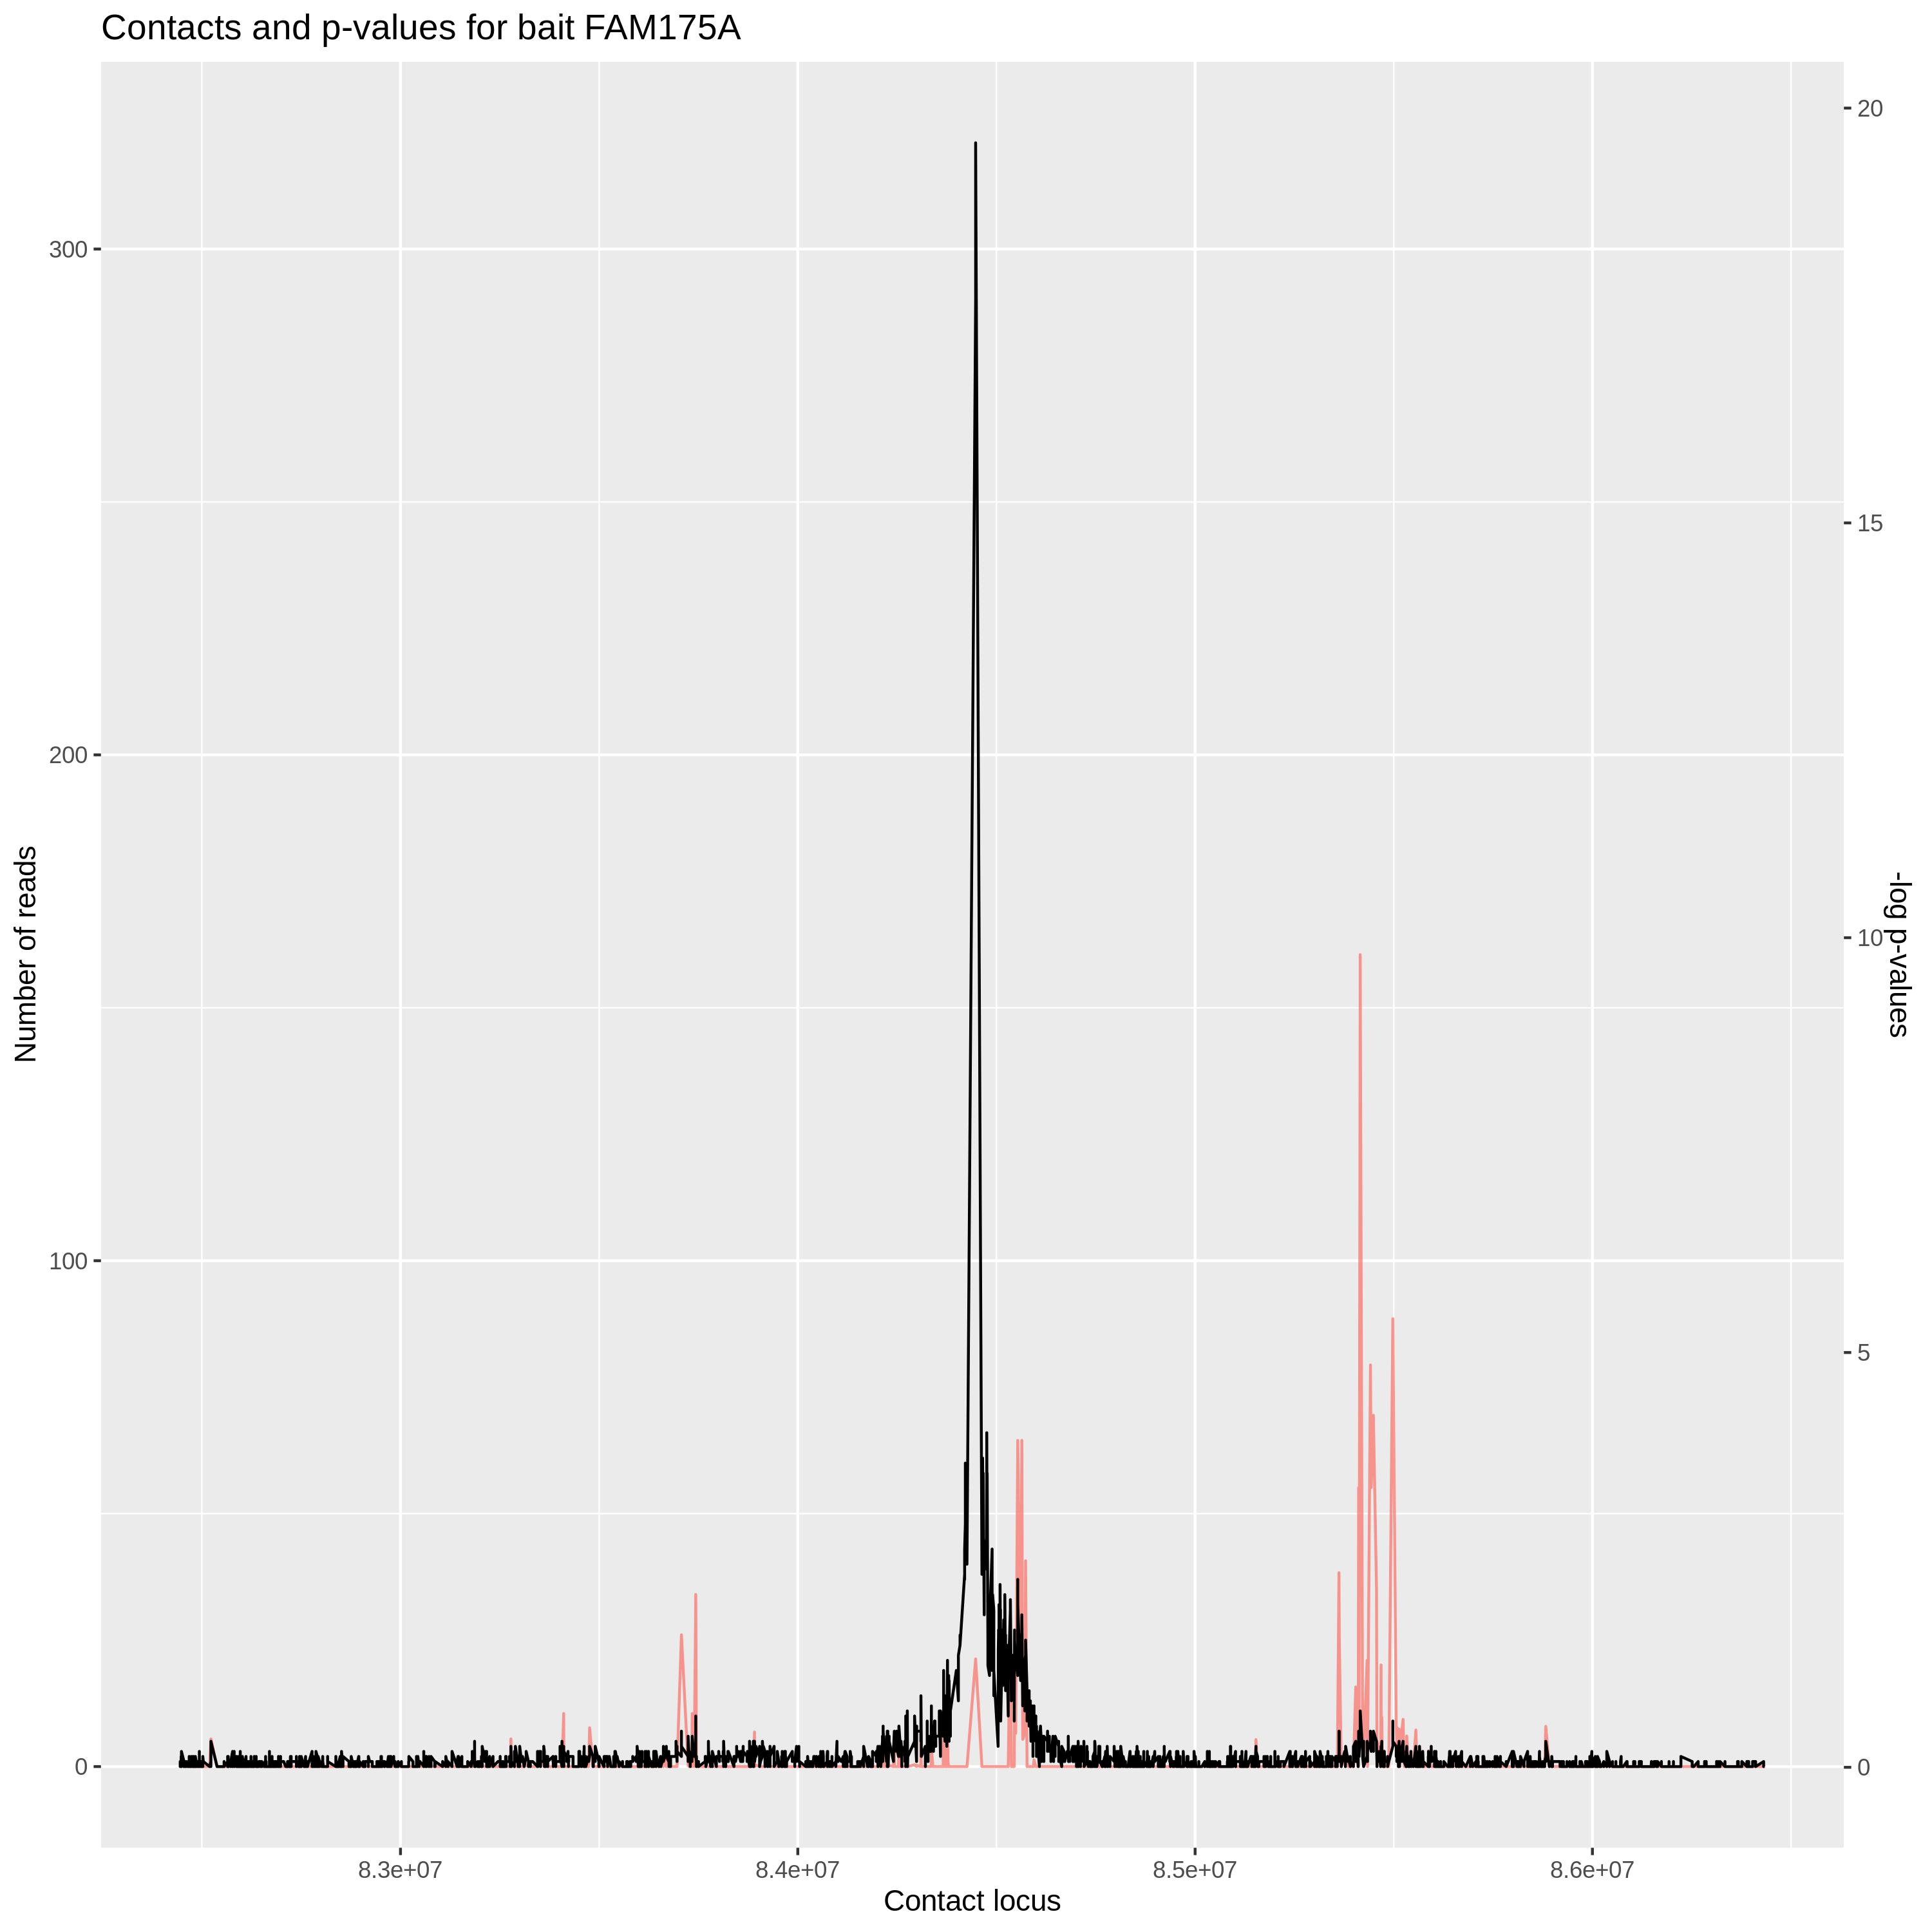 Contacts and p-values for bait FAM175A
300
200
100
0
Number of reads
20
15
10
5
0
-log p-values
8.3e+07
8.4e+07
8.5e+07
8.6e+07
Contact locus